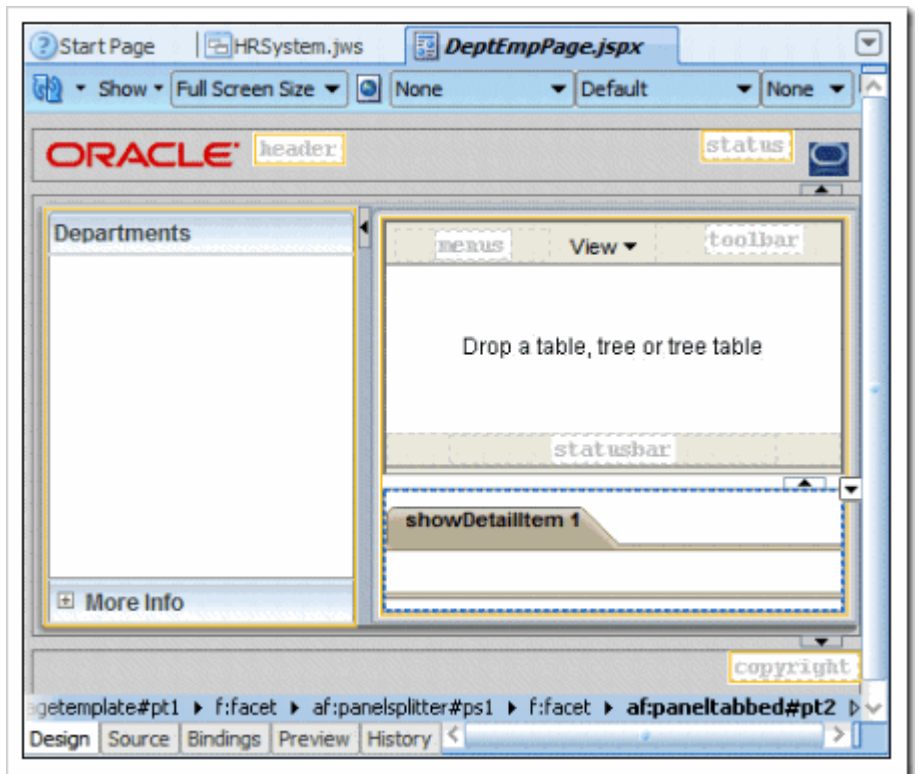 Start Page HRSystem.jws DeptEmpPage.jspx
Show Full Screen Size None Default None
ORACLE header status
Departments
menus View toolbar
Drop a table, tree or tree table
statusbar
showDetailItem 1
More Info
copyright
agetemplate#pt1 f:facet af:panelsplitter#ps1 f:facet af:paneltabbed#pt2
Design Source Bindings Preview History